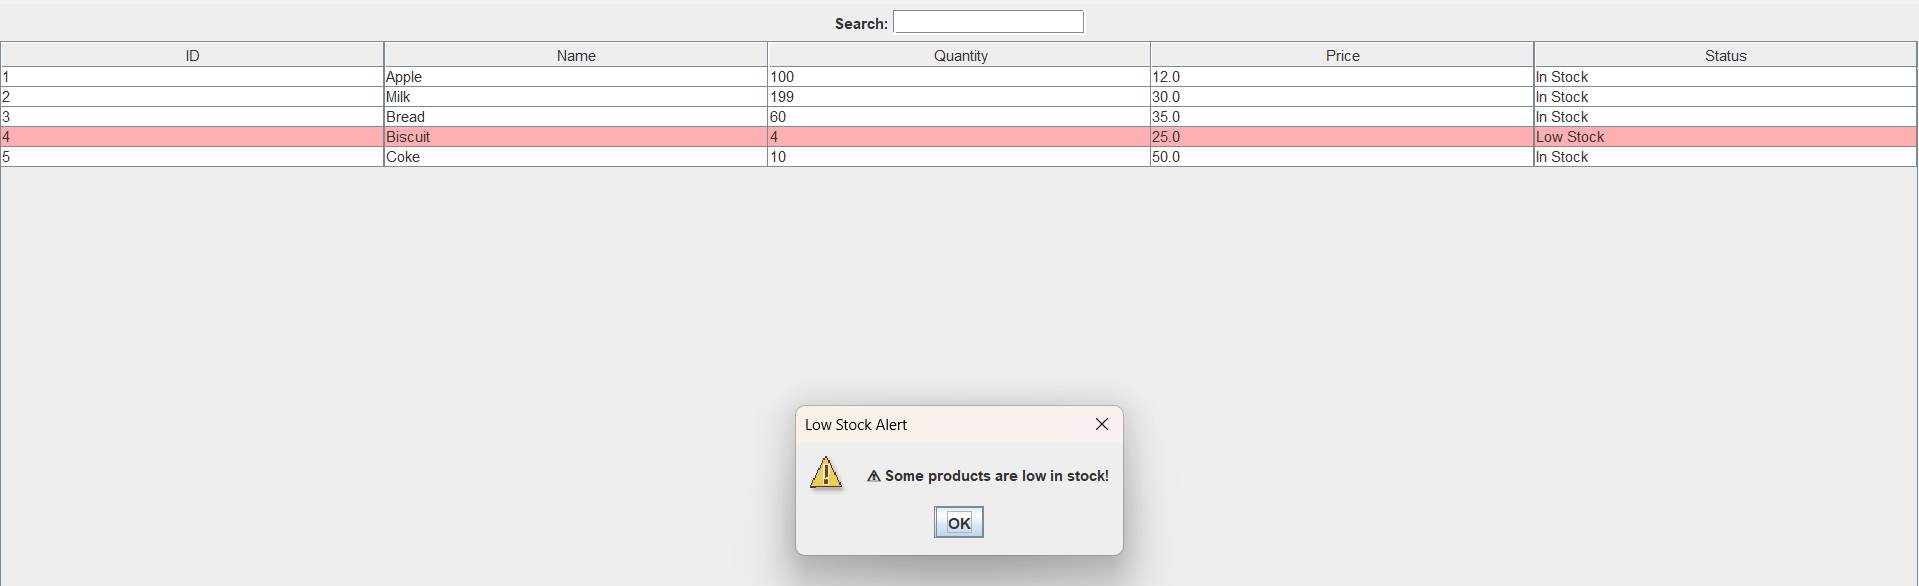 Search:
ID Name Quantity Price Status
1 Apple 100 12.0 In Stock
2 Milk 199 30.0 In Stock
3 Bread 60 35.0 In Stock
4 Biscuit 4 25.0 Low Stock
5 Coke 10 50.0 In Stock
Low Stock Alert
⚠ Some products are low in stock!
OK